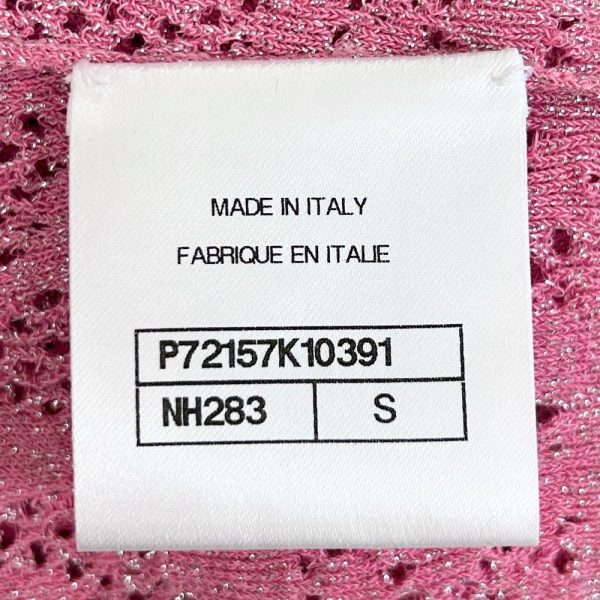 MADE IN ITALY
FABRIQUE EN ITALIE
P72157K10391
NH283 S